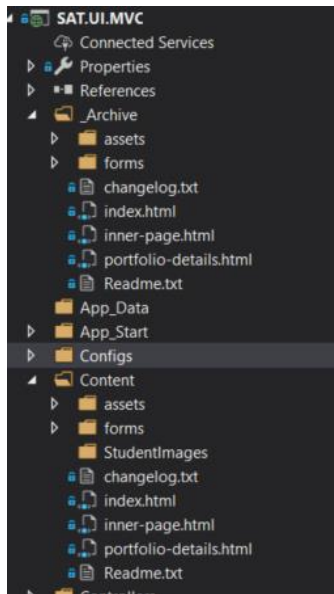 SAT.UI.MVC
Connected Services
Properties
References
_Archive
assets
forms
changelog.txt
index.html
inner-page.html
portfolio-details.html
Readme.txt
App_Data
App_Start
Configs
Content
assets
forms
StudentImages
changelog.txt
index.html
inner-page.html
portfolio-details.html
Readme.txt